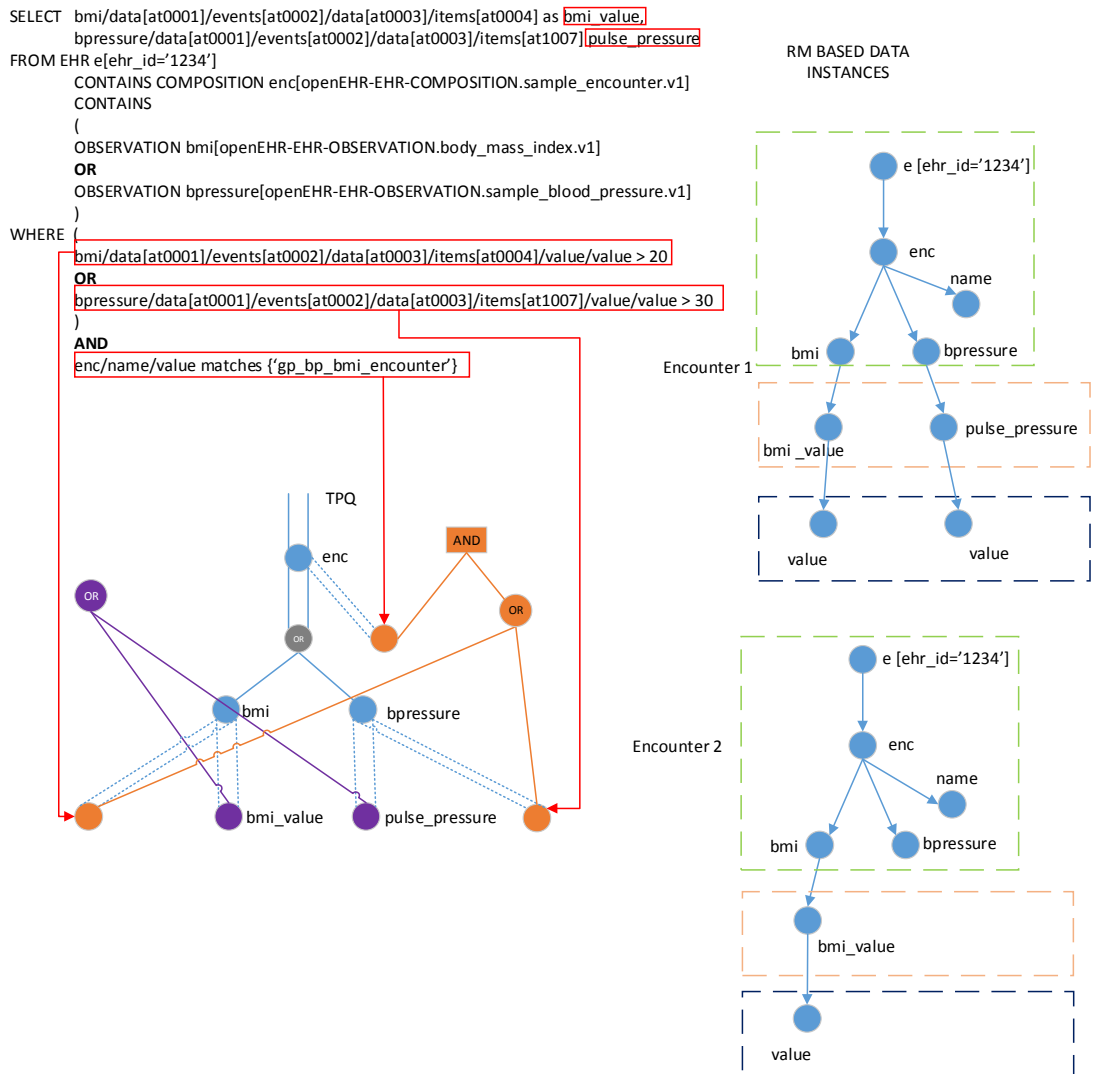 SELECT bmi/data[at0001]/events[at0002]/data[at0003]/items[at0004] as bmi_value,
bpressure/data[at0001]/events[at0002]/data[at0003]/items[at1007] pulse_pressure
FROM EHR e[ehr_id=’1234’]
CONTAINS COMPOSITION enc[openEHR-EHR-COMPOSITION.sample_encounter.v1]
CONTAINS
(
OBSERVATION bmi[openEHR-EHR-OBSERVATION.body_mass_index.v1]
OR
OBSERVATION bpressure[openEHR-EHR-OBSERVATION.sample_blood_pressure.v1]
)
WHERE (
bmi/data[at0001]/events[at0002]/data[at0003]/items[at0004]/value/value > 20
OR
bpressure/data[at0001]/events[at0002]/data[at0003]/items[at1007]/value/value > 30
)
AND
enc/name/value matches {‘gp_bp_bmi_encounter’}
TPQ
enc
AND
OR
OR
OR
bmi
bpressure
bmi_value
pulse_pressure
RM BASED DATA
INSTANCES
e [ehr_id=’1234’]
enc
name
bmi
bpressure
Encounter 1
pulse_pressure
bmi _value
value
value
e [ehr_id=’1234’]
Encounter 2
enc
name
bmi
bpressure
bmi_value
value